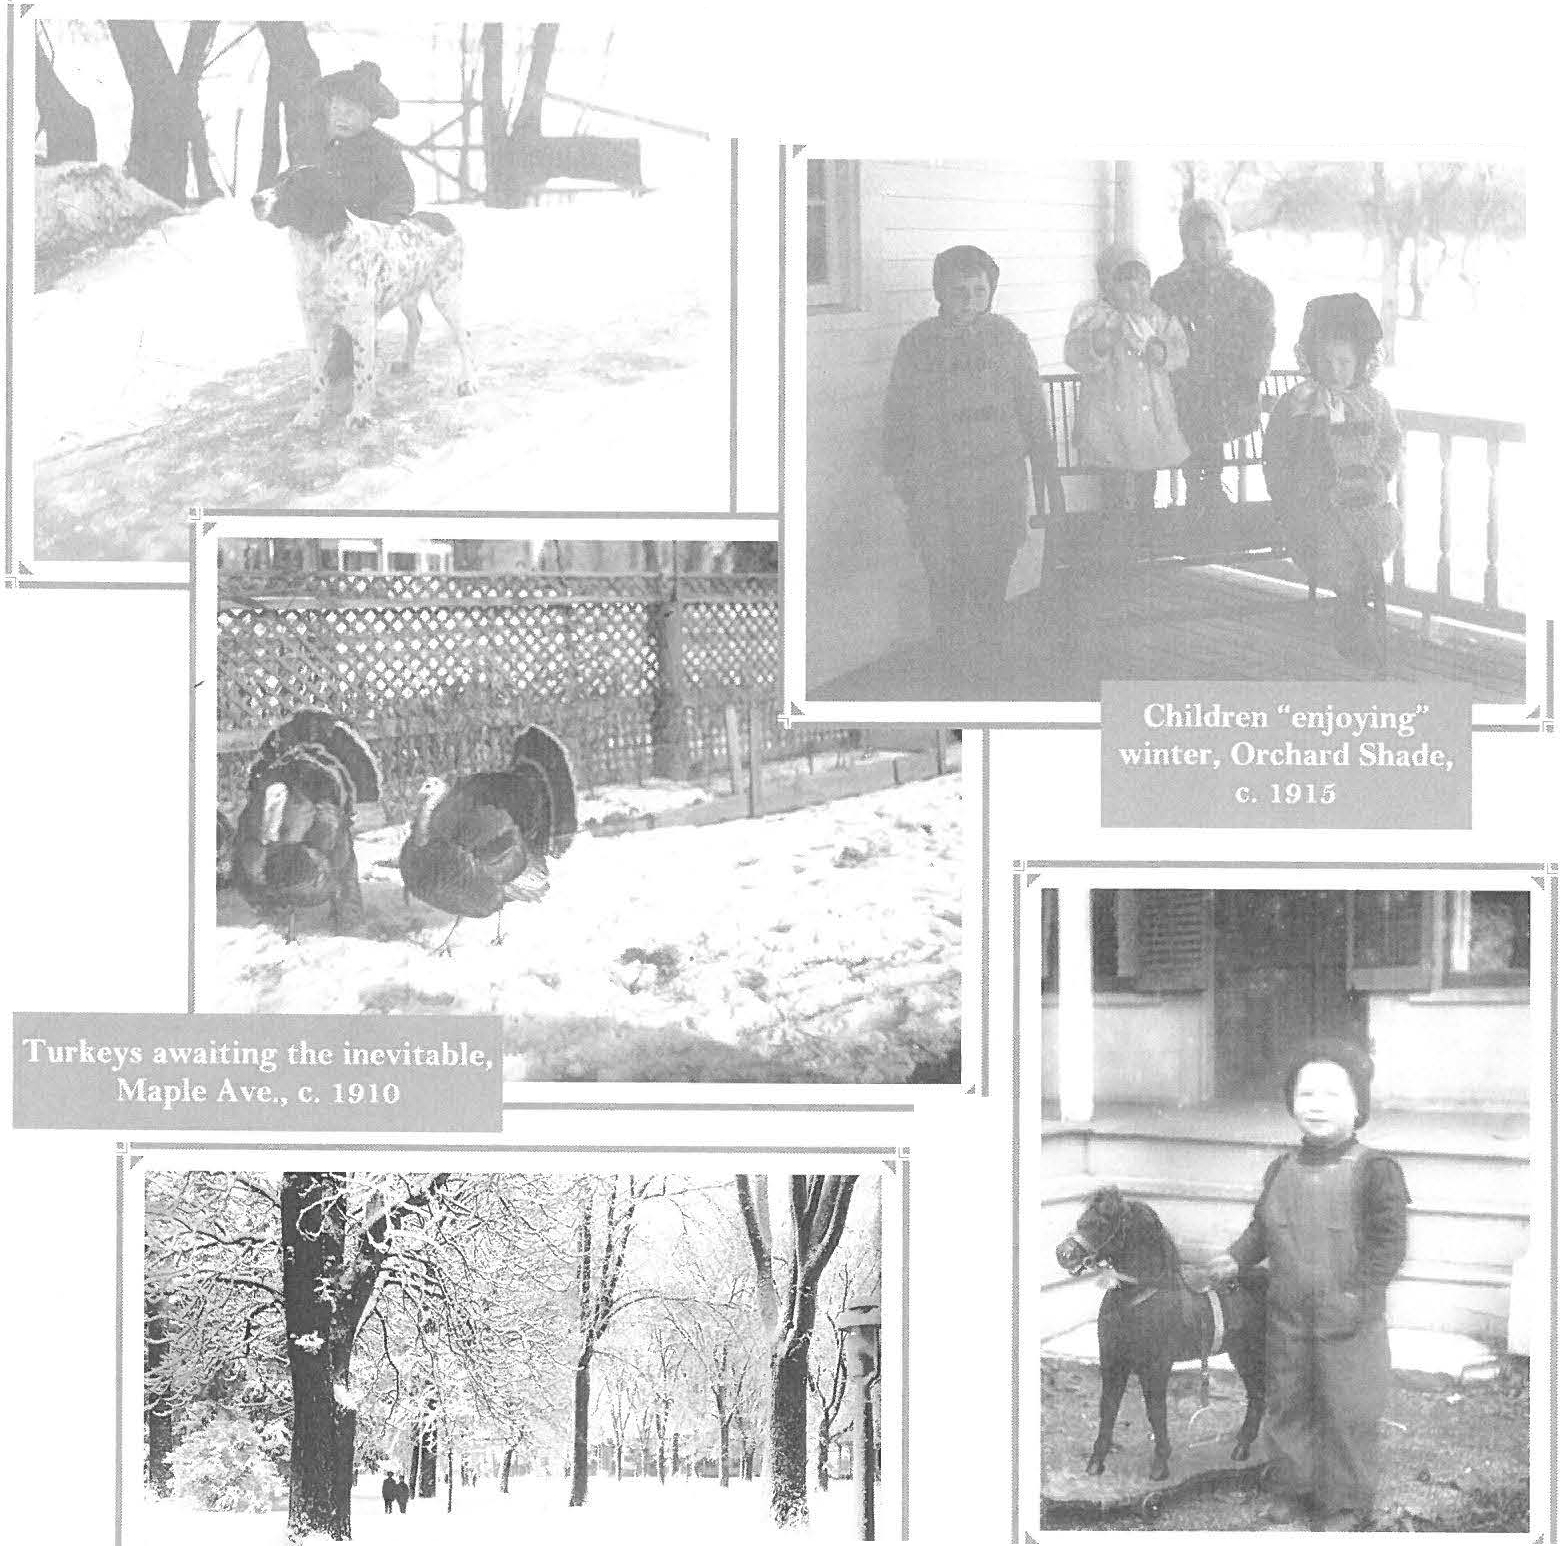 Children “enjoying”
winter, Orchard Shade,
c. 1915
Turkeys awaiting the inevitable,
Maple Ave., c. 1910